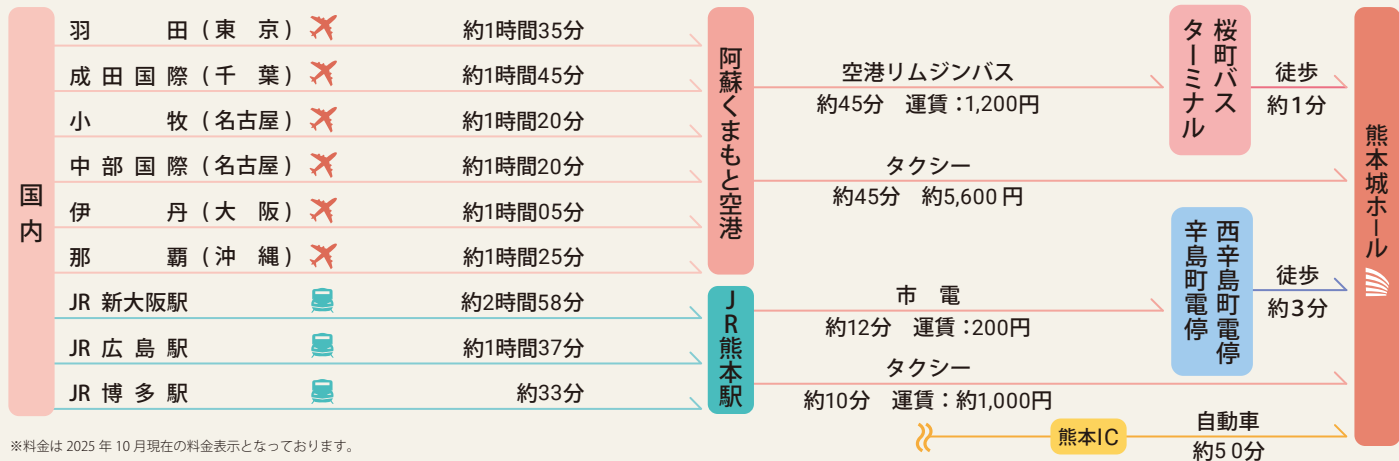 国内
羽田(東京) 約1時間35分
成田国際(千葉) 約1時間45分
小牧(名古屋) 約1時間20分
中部国際(名古屋) 約1時間20分
伊丹(大阪) 約1時間05分
那覇(沖縄) 約1時間25分
JR 新大阪駅 約2時間58分
JR 広島駅 約1時間37分
JR 博多駅 約33分
阿蘇くまもと空港
JR熊本駅
空港リムジンバス
約45分 運賃:1,200円
タクシー
約45分 約5,600 円
市電
約12分 運賃:200円
タクシー
約10分 運賃:約1,000円
熊本IC
自動車
約50分
桜町バス
ターミナル
徒歩
約1分
西辛島町電停
辛島町電停
徒歩
約3分
熊本城ホール
※料金は 2025 年 10 月現在の料金表示となっております。